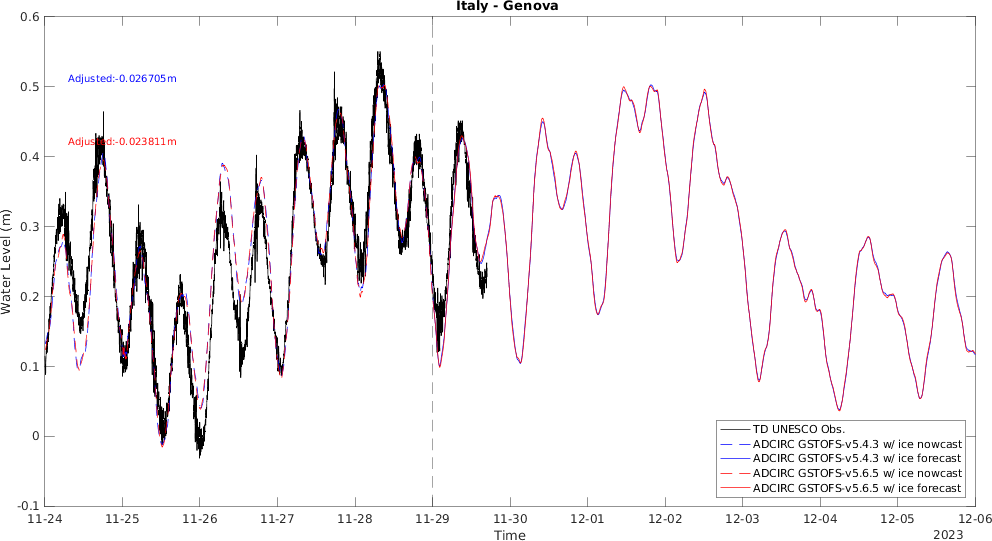 Italy - Genova
0.6
0.5
0.4
0.3
0.2
0.1
0
-0.1
Water Level (m)
Adjusted:-0.026705m
Adjusted:-0.023811m
TD UNESCO Obs.
ADCIRC GSTOFS-v5.4.3 w/ ice nowcast
ADCIRC GSTOFS-v5.4.3 w/ ice forecast
ADCIRC GSTOFS-v5.6.5 w/ ice nowcast
ADCIRC GSTOFS-v5.6.5 w/ ice forecast
11-24 11-25 11-26 11-27 11-28 11-29 11-30 12-01 12-02 12-03 12-04 12-05 12-06
Time
2023